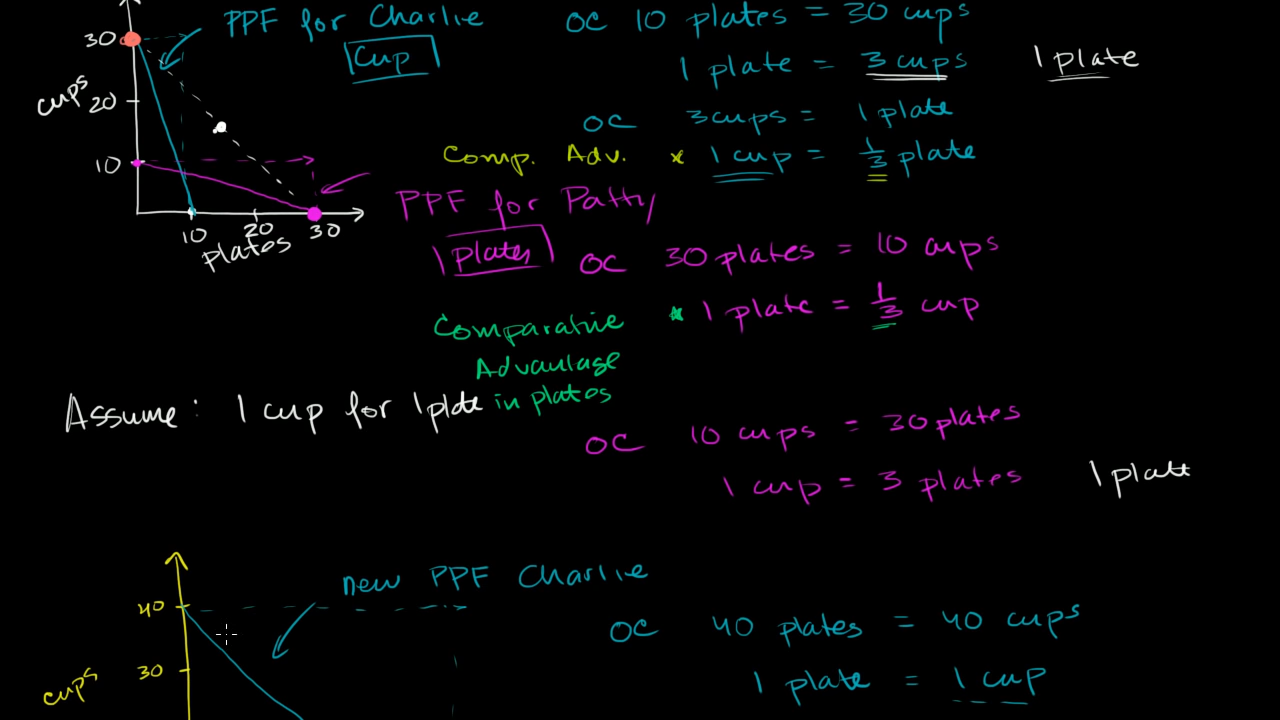 PPF for Charlie
Cup
30
20
10
cups
10
20
30
plates
OC 10 plates = 30 cups
1 plate = 3 cups
1 plate
OC 3 cups = 1 plate
Comp. Adv. * 1 cup = 1/3 plate
PPF for Patty
plates
OC 30 plates = 10 cups
* 1 plate = 1/3 cup
Comparative
Advantage
in plates
Assume: 1 cup for 1 plate
OC 10 cups = 30 plates
1 cup = 3 plates
1 plate
new PPF Charlie
40
30
cups
OC 40 plates = 40 cups
1 plate = 1 cup